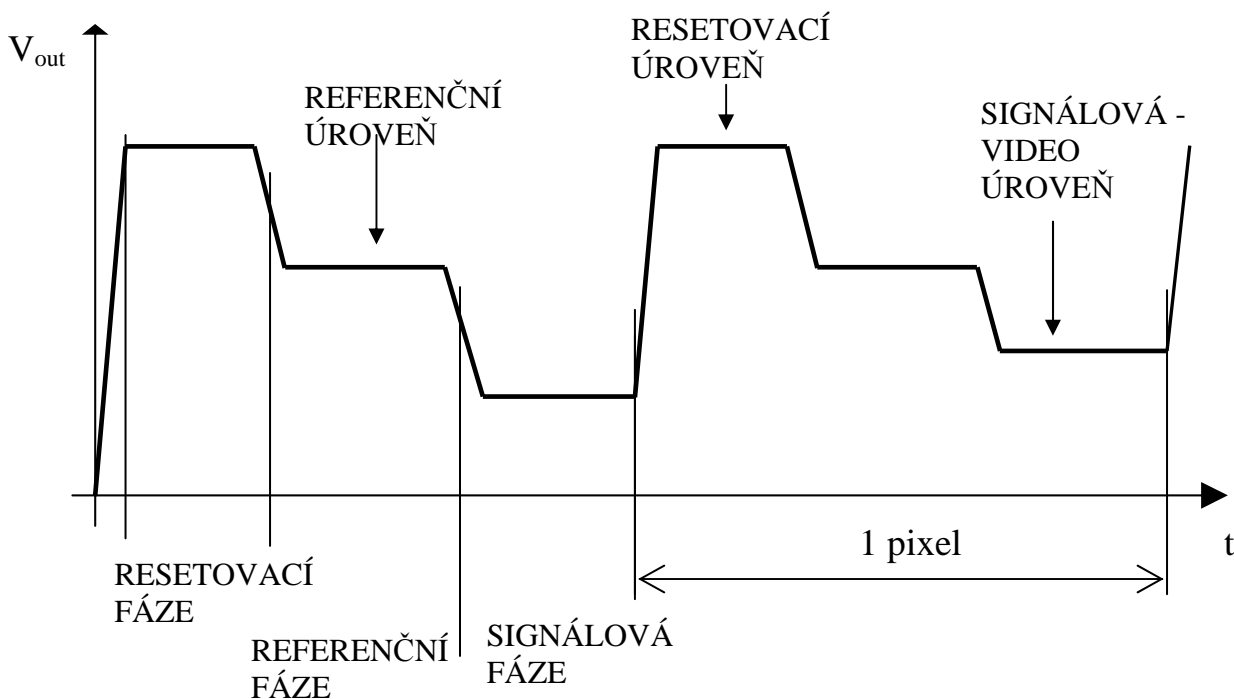 V_out
REFERENČNÍ
ÚROVEŇ
RESETOVACÍ
ÚROVEŇ
SIGNÁLOVÁ -
VIDEO
ÚROVEŇ
1 pixel
t
RESETOVACÍ
FÁZE
REFERENČNÍ
FÁZE
SIGNÁLOVÁ
FÁZE